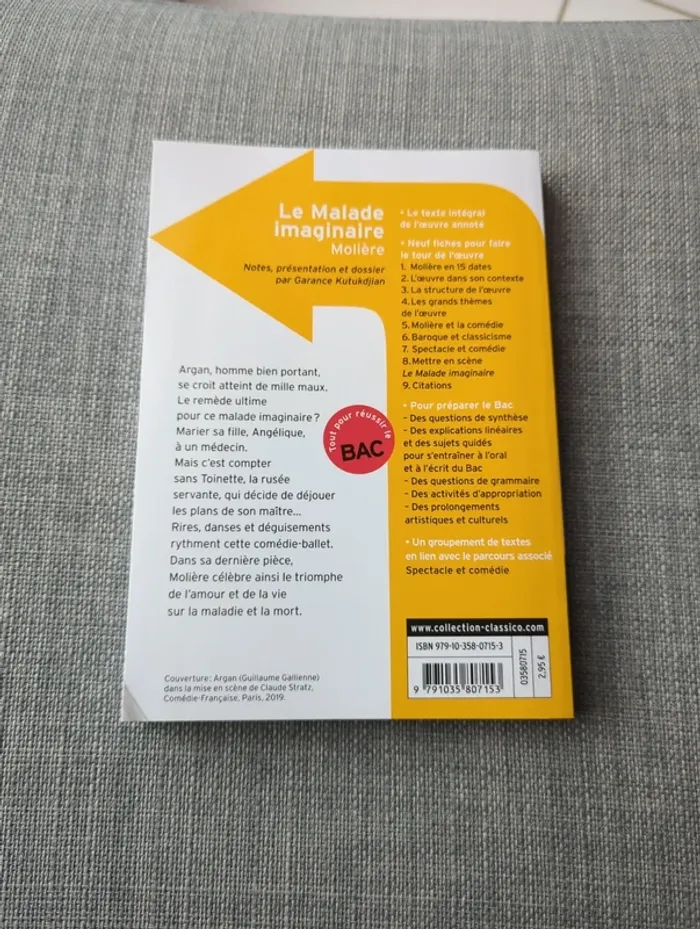 Le Malade
imaginaire
Molière
Notes, présentation et dossier
par Garance Kutukdjian
Argan, homme bien portant,
se croit atteint de mille maux.
Le remède ultime
pour ce malade imaginaire ?
Marier sa fille, Angélique,
à un médecin.
Mais c'est compter
sans Toinette, la rusée
servante, qui décide de déjouer
les plans de son maître...
Rires, danses et déguisements
rythment cette comédie-ballet.
Dans sa dernière pièce,
Molière célèbre ainsi le triomphe
de l'amour et de la vie
sur la maladie et la mort.
Couverture : Argan (Guillaume Gallienne)
dans la mise en scène de Claude Stratz,
Comédie-Française, Paris, 2019.
Tout pour réussir le
BAC
• Le texte intégral
de l'œuvre annoté
• Neuf fiches pour faire
le tour de l'œuvre
1. Molière en 15 dates
2. L'œuvre dans son contexte
3. La structure de l'œuvre
4. Les grands thèmes
de l'œuvre
5. Molière et la comédie
6. Baroque et classicisme
7. Spectacle et comédie
8. Mettre en scène
Le Malade imaginaire
9. Citations
• Pour préparer le Bac
– Des questions de synthèse
– Des explications linéaires
et des sujets guidés
pour s'entraîner à l'oral
et à l'écrit du Bac
– Des questions de grammaire
– Des activités d'appropriation
– Des prolongements
artistiques et culturels
• Un groupement de textes
en lien avec le parcours associé
Spectacle et comédie
www.collection-classico.com
ISBN 979-10-358-0715-3
9 791035 807153
03580715
2,95 €